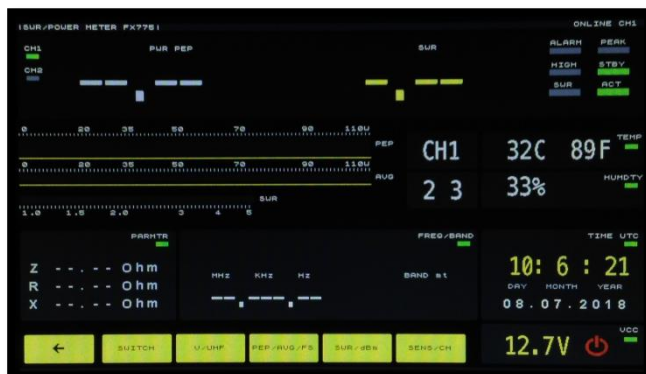 (SWR/POWER METER PX775) ONLINE CH1
CH1 PWR PEP SWR ALARM PEAK
CH2 HIGH STBY
--.-- --.-- SWR ACT
0 20 35 50 70 90 110W PEP
0 20 35 50 70 90 110W AVG
SWR
1.0 1.5 2.0 3 4 5
CH1 32C 89F TEMP
2 3 33% HUMDTY
PARMTR FREQ/BAND TIME UTC
Z --.-- Ohm
R --.-- Ohm
X --.-- Ohm
MHz KHz Hz BAND mt
--.---.--
10: 6 : 21
DAY MONTH YEAR
08.07.2018
← SWITCH V/UHF PEP/AVG/FS SWR/dBm SENS/CH
12.7V VCC